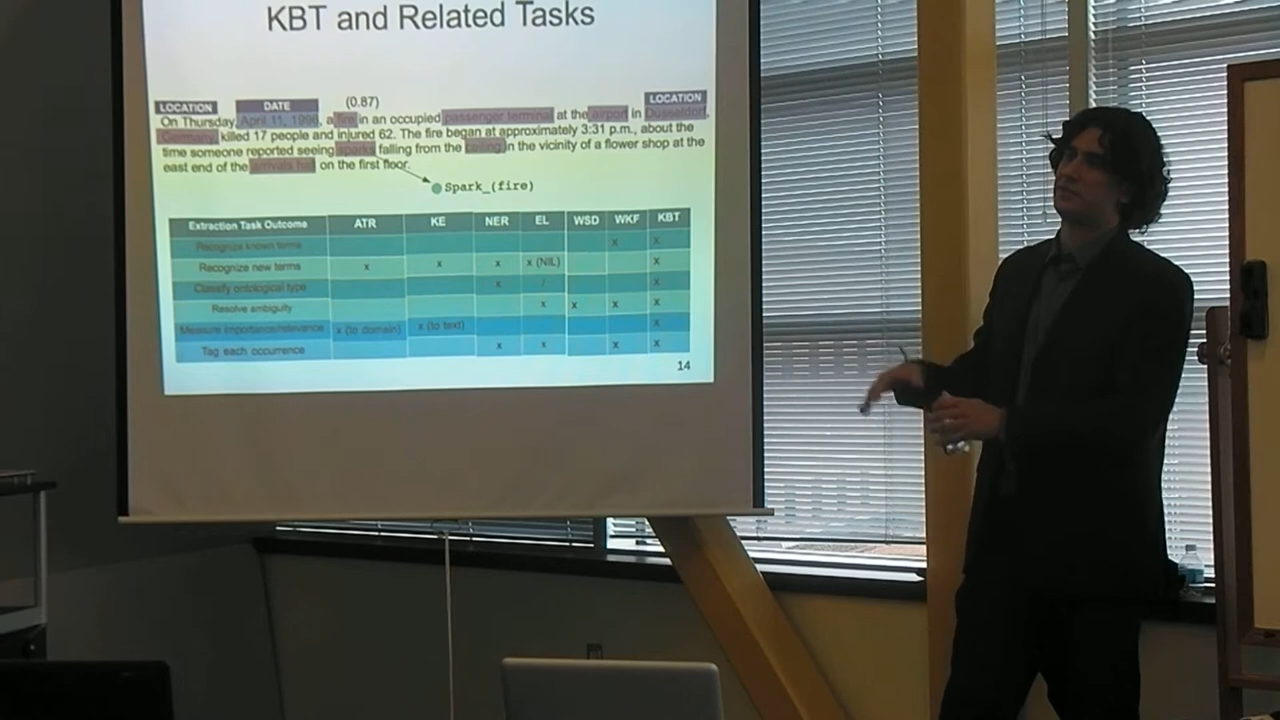 KBT and Related Tasks
LOCATION DATE (0.87) LOCATION
On Thursday, April 11, 1996, a fire in an occupied passenger terminal at the airport in Dusseldorf,
Germany, killed 17 people and injured 62. The fire began at approximately 3:31 p.m., about the
time someone reported seeing sparks falling from the ceiling in the vicinity of a flower shop at the
east end of the arrivals hall on the first floor.
Spark_(fire)
Extraction Task Outcome ATR KE NER EL WSD WKF KBT
Recognize known terms x x
Recognize new terms x x x x (NIL) x
Classify ontological type x x
Resolve ambiguity x x x x
Measure importance/relevance x (to domain) x (to text) x
Tag each occurrence x x x x
14